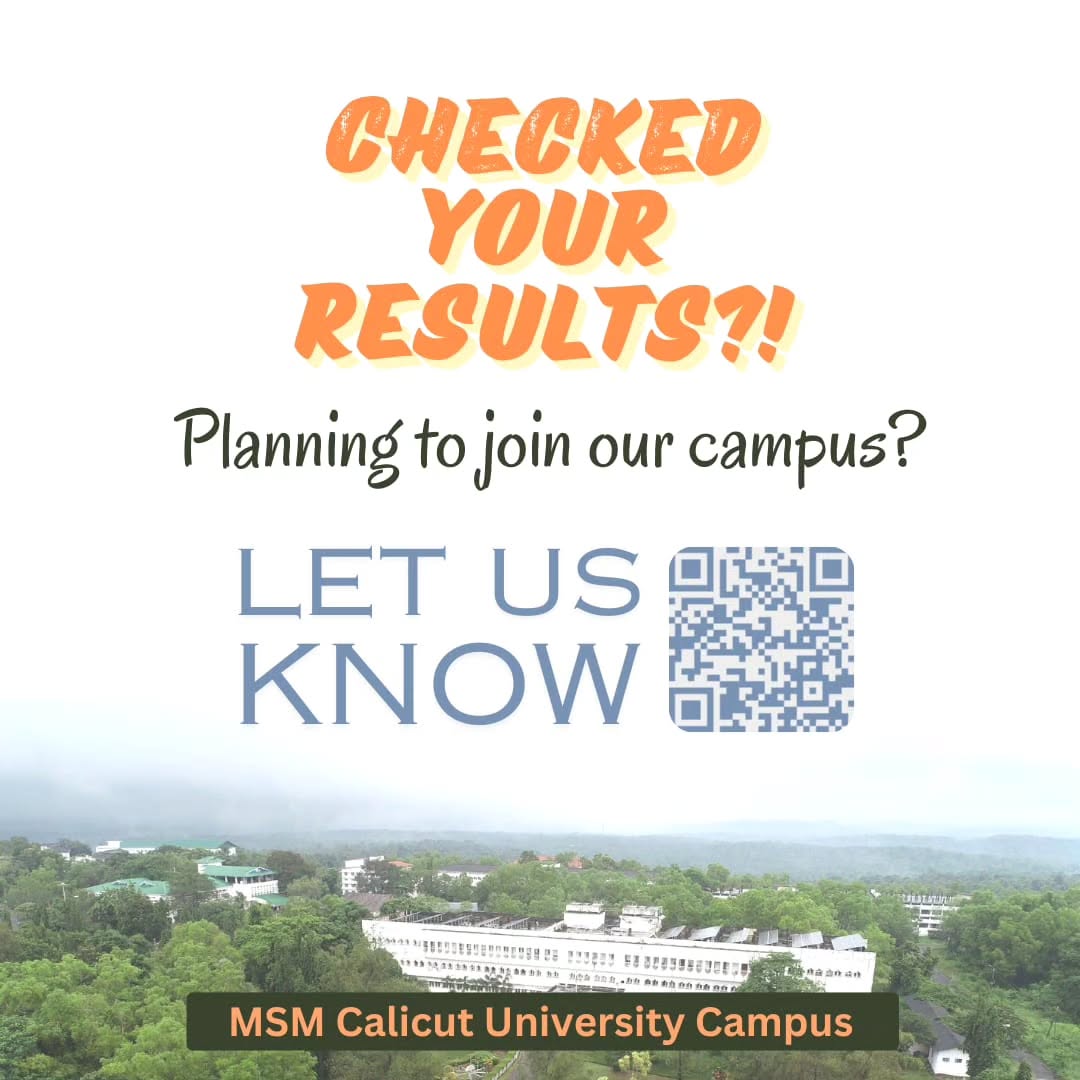 CHECKED
YOUR
RESULTS?!
Planning to join our campus?
LET US
KNOW
MSM Calicut University Campus